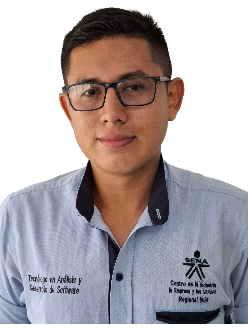 Tecnólogo en Análisis y
Desarrollo de Software
SENA
Centro de la Industria
la Empresa y los Servicios
Regional Huila